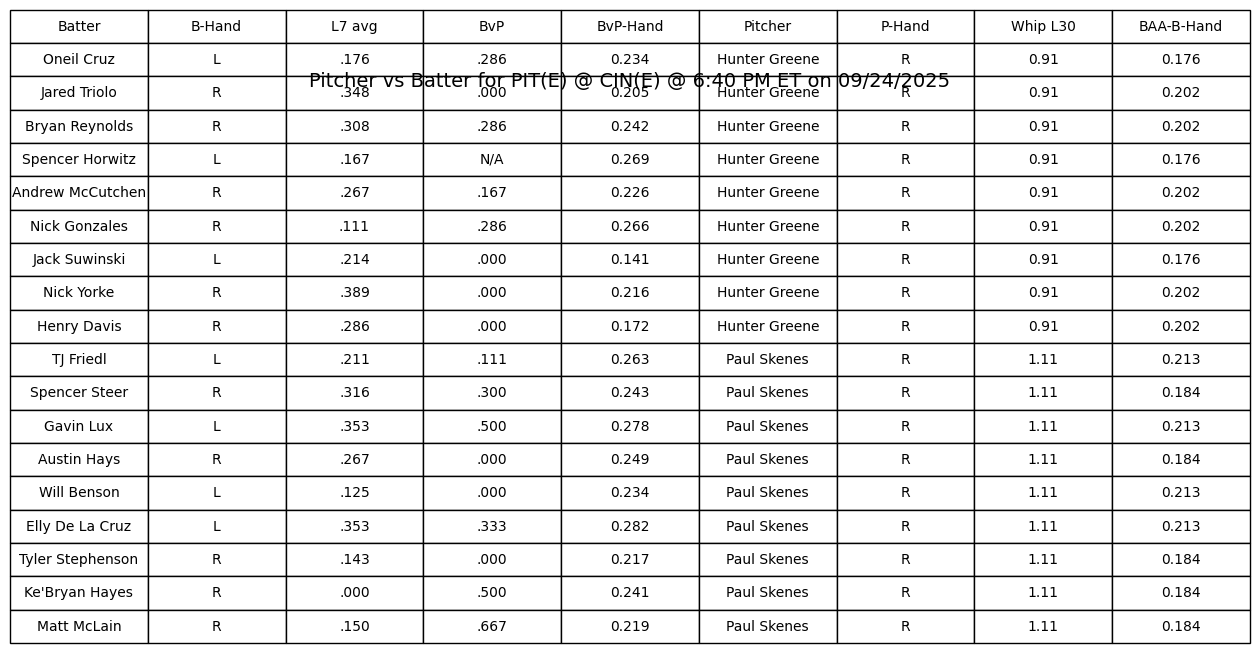 Batter B-Hand L7 avg BvP BvP-Hand Pitcher P-Hand Whip L30 BAA-B-Hand
Oneil Cruz L .176 .286 0.234 Hunter Greene R 0.91 0.176
Pitcher vs Batter for PIT(E) @ CIN(E) @ 6:40 PM ET on 09/24/2025
Jared Triolo R .348 .000 0.205 Hunter Greene R 0.91 0.202
Bryan Reynolds R .308 .286 0.242 Hunter Greene R 0.91 0.202
Spencer Horwitz L .167 N/A 0.269 Hunter Greene R 0.91 0.176
Andrew McCutchen R .267 .167 0.226 Hunter Greene R 0.91 0.202
Nick Gonzales R .111 .286 0.266 Hunter Greene R 0.91 0.202
Jack Suwinski L .214 .000 0.141 Hunter Greene R 0.91 0.176
Nick Yorke R .389 .000 0.216 Hunter Greene R 0.91 0.202
Henry Davis R .286 .000 0.172 Hunter Greene R 0.91 0.202
TJ Friedl L .211 .111 0.263 Paul Skenes R 1.11 0.213
Spencer Steer R .316 .300 0.243 Paul Skenes R 1.11 0.184
Gavin Lux L .353 .500 0.278 Paul Skenes R 1.11 0.213
Austin Hays R .267 .000 0.249 Paul Skenes R 1.11 0.184
Will Benson L .125 .000 0.234 Paul Skenes R 1.11 0.213
Elly De La Cruz L .353 .333 0.282 Paul Skenes R 1.11 0.213
Tyler Stephenson R .143 .000 0.217 Paul Skenes R 1.11 0.184
Ke'Bryan Hayes R .000 .500 0.241 Paul Skenes R 1.11 0.184
Matt McLain R .150 .667 0.219 Paul Skenes R 1.11 0.184